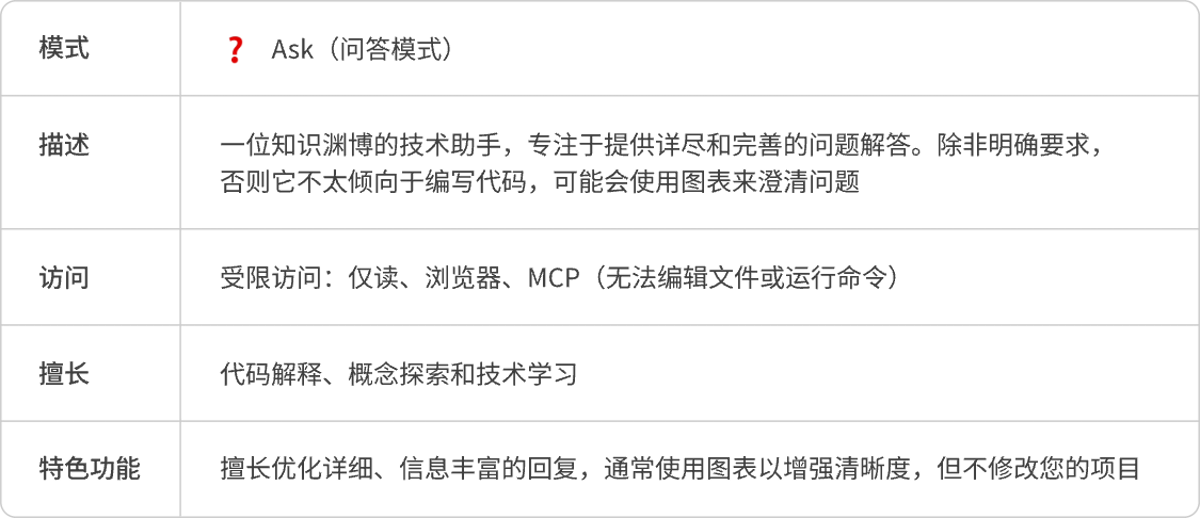 模式
❓ Ask（问答模式）
描述
一位知识渊博的技术助手，专注于提供详尽和完善的问题解答。除非明确要求，
否则它不太倾向于编写代码，可能会使用图表来澄清问题
访问
受限访问：仅读、浏览器、MCP（无法编辑文件或运行命令）
擅长
代码解释、概念探索和技术学习
特色功能
擅长优化详细、信息丰富的回复，通常使用图表以增强清晰度，但不修改您的项目